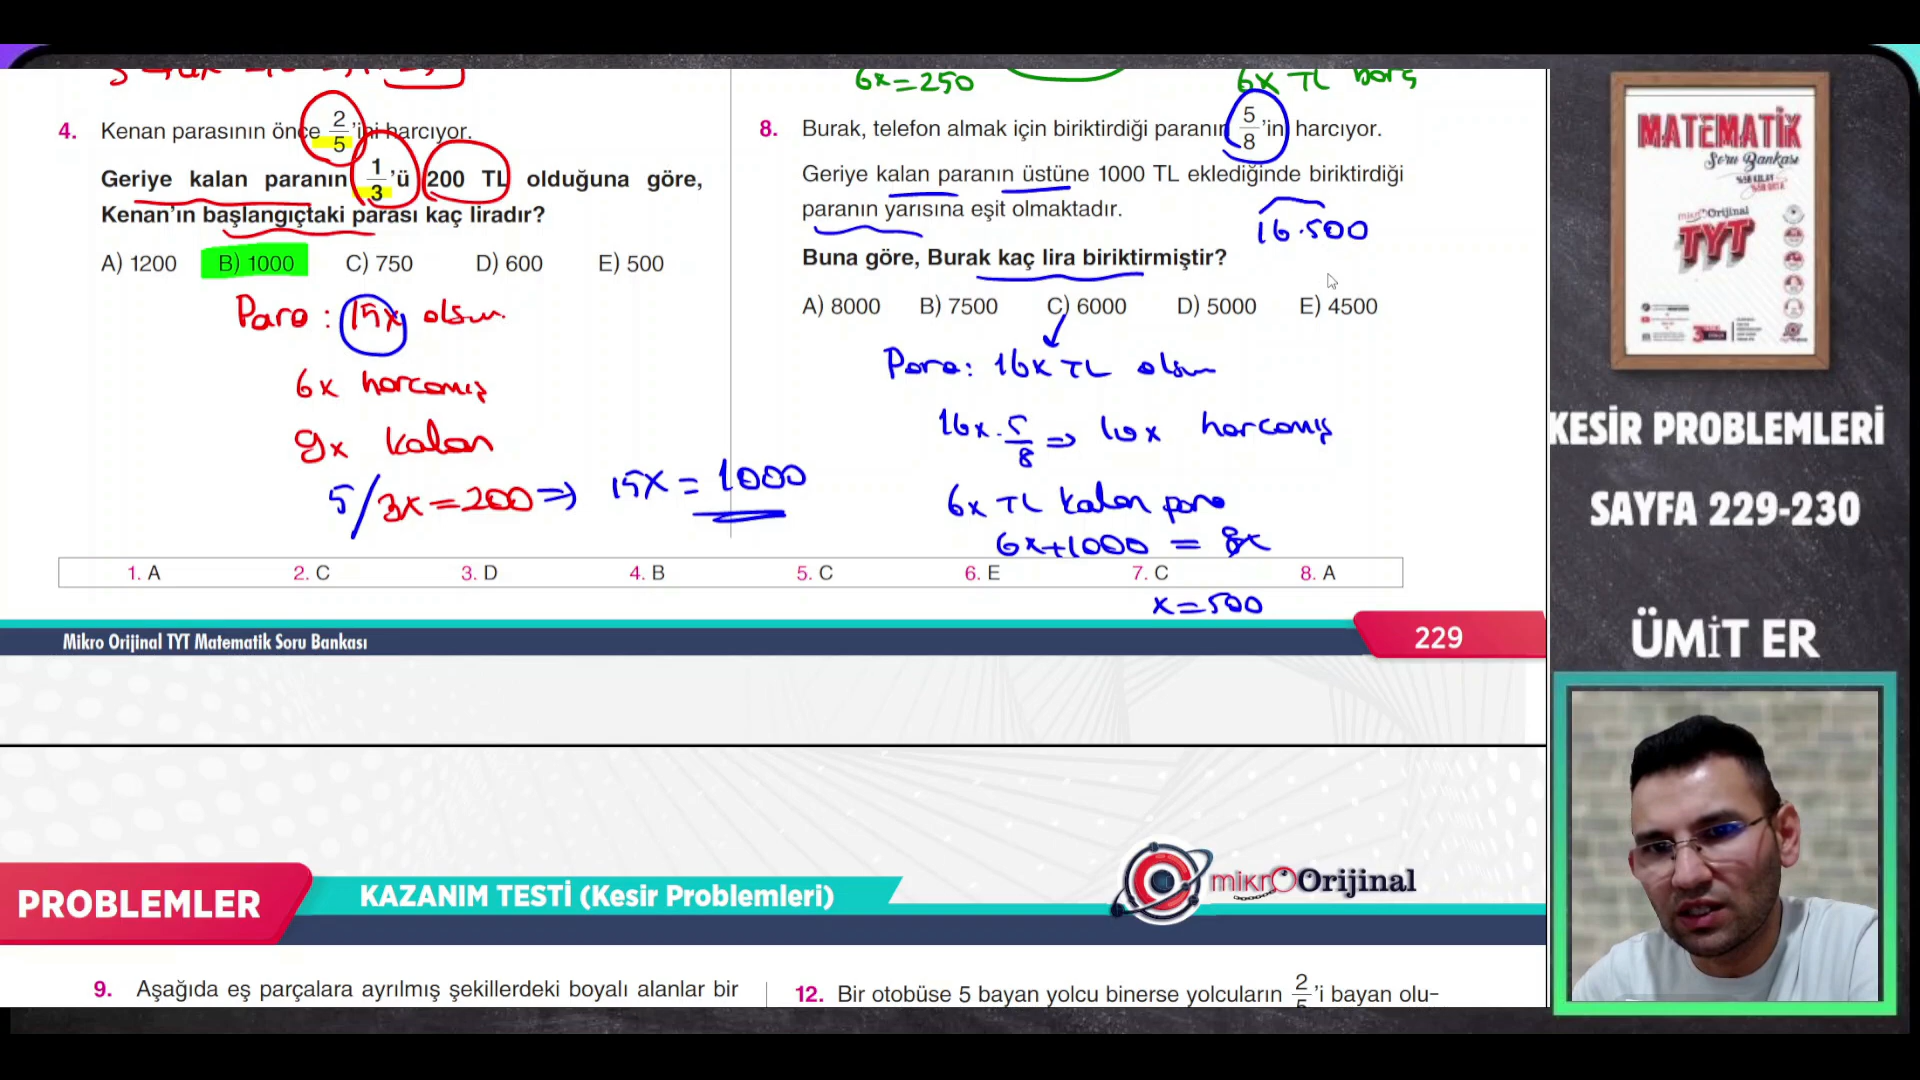 6x=250
6x TL borç
4. Kenan parasının önce 2/5 'ini harcıyor.
Geriye kalan paranın 1/3 'ü 200 TL olduğuna göre,
Kenan'ın başlangıçtaki parası kaç liradır?
A) 1200 B) 1000 C) 750 D) 600 E) 500
Para : 15x olsun.
6x harcamış
9x kalan
5/ 3x=200 ⇒ 15x = 1000
8. Burak, telefon almak için biriktirdiği paranın 5/8 'ini harcıyor.
Geriye kalan paranın üstüne 1000 TL eklediğinde biriktirdiği
paranın yarısına eşit olmaktadır.
16.500
Buna göre, Burak kaç lira biriktirmiştir?
A) 8000 B) 7500 C) 6000 D) 5000 E) 4500
Para: 16x TL olsun
16x.5/8 ⇒ 10x harcamış
6x TL kalan para
6x+1000 = 8x
x=500
1. A 2. C 3. D 4. B 5. C 6. E 7. C 8. A
Mikro Orijinal TYT Matematik Soru Bankası
229
PROBLEMLER
KAZANIM TESTİ (Kesir Problemleri)
mikro Orijinal
9. Aşağıda eş parçalara ayrılmış şekillerdeki boyalı alanlar bir
12. Bir otobüse 5 bayan yolcu binerse yolcuların 2/5 'i bayan olu-
MATEMATİK
Soru Bankası
mikro Orijinal
TYT
KESİR PROBLEMLERİ
SAYFA 229-230
ÜMİT ER